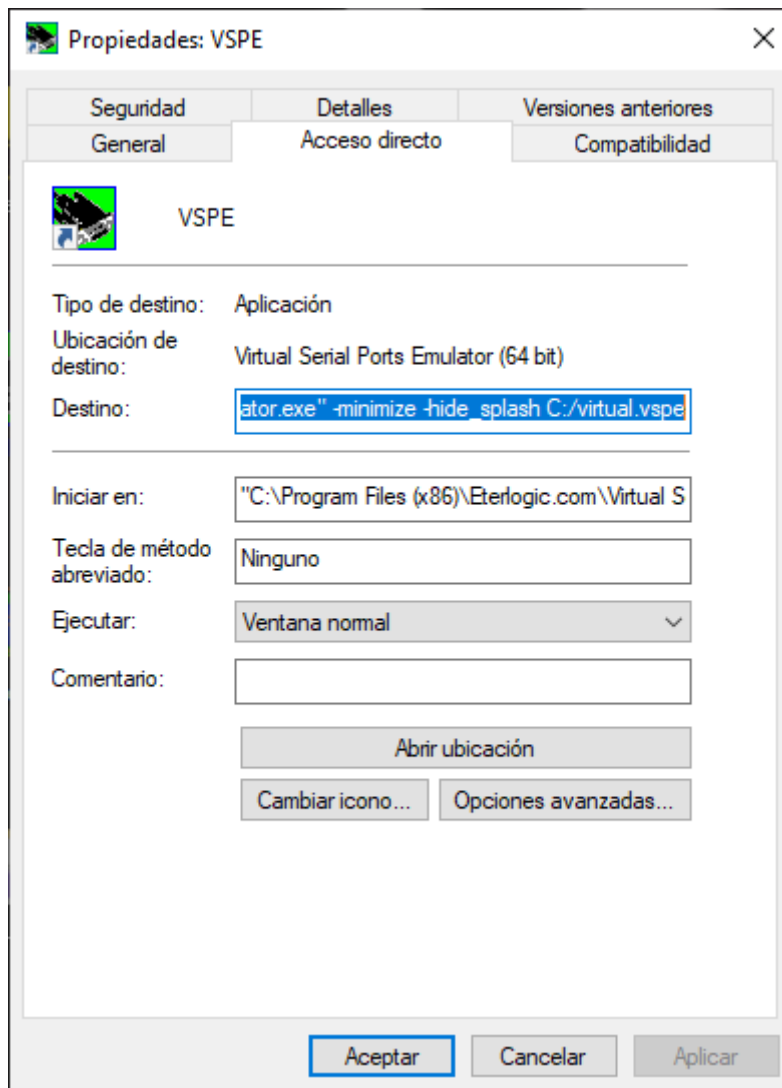 Propiedades: VSPE
Seguridad Detalles Versiones anteriores
General Acceso directo Compatibilidad
VSPE
Tipo de destino: Aplicación
Ubicación de
destino: Virtual Serial Ports Emulator (64 bit)
Destino: ator.exe" -minimize -hide_splash C:/virtual.vspe
Iniciar en: "C:\Program Files (x86)\Eterlogic.com\Virtual S
Tecla de método
abreviado: Ninguno
Ejecutar: Ventana normal
Comentario:
Abrir ubicación
Cambiar icono... Opciones avanzadas...
Aceptar Cancelar Aplicar